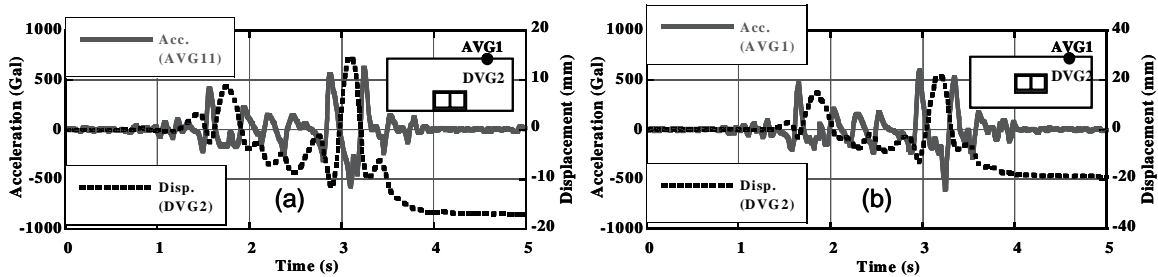 1000
500
0
-500
-1000
Acceleration (Gal)
Acc.
(AVG11)
Disp.
(DVG2)
(a)
AVG1
DVG2
20
10
0
-10
-20
Displacement (mm)
0 1 2 3 4 5
Time (s)
1000
500
0
-500
-1000
Acceleration (Gal)
Acc.
(AVG1)
Disp.
(DVG2)
(b)
AVG1
DVG2
40
20
0
-20
-40
Displacement (mm)
0 1 2 3 4 5
Time (s)